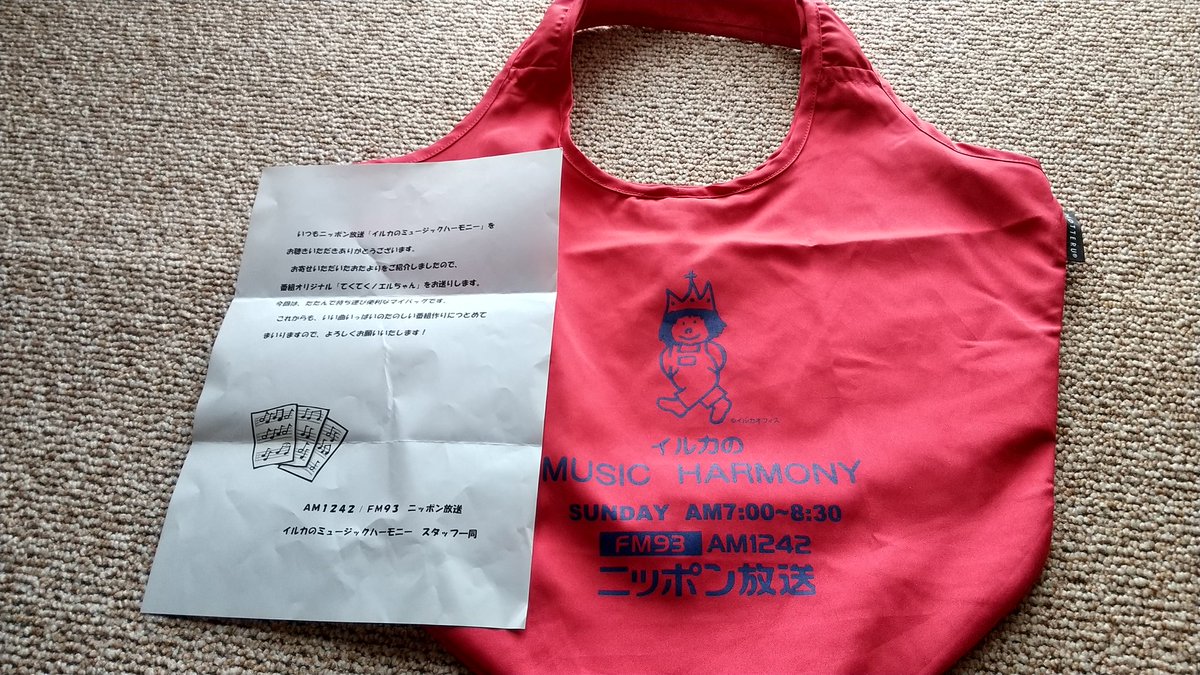 いつもニッポン放送「イルカのミュージックハーモニー」を
お聴きいただきありがとうございます。
お寄せいただいたおたよりをご紹介しましたので、
番組オリジナル「てくてくノエルちゃん」をお送りします。
今回は、たたんで持ち運び便利なマイバッグです。
これからも、いい曲いっぱいのたのしい番組作りにつとめて
まいりますので、よろしくお願いいたします！
AM1242/FM93 ニッポン放送
イルカのミュージックハーモニー スタッフ一同
©イルカオフィス
イルカの
MUSIC HARMONY
SUNDAY AM7:00~8:30
FM93 AM1242
ニッポン放送